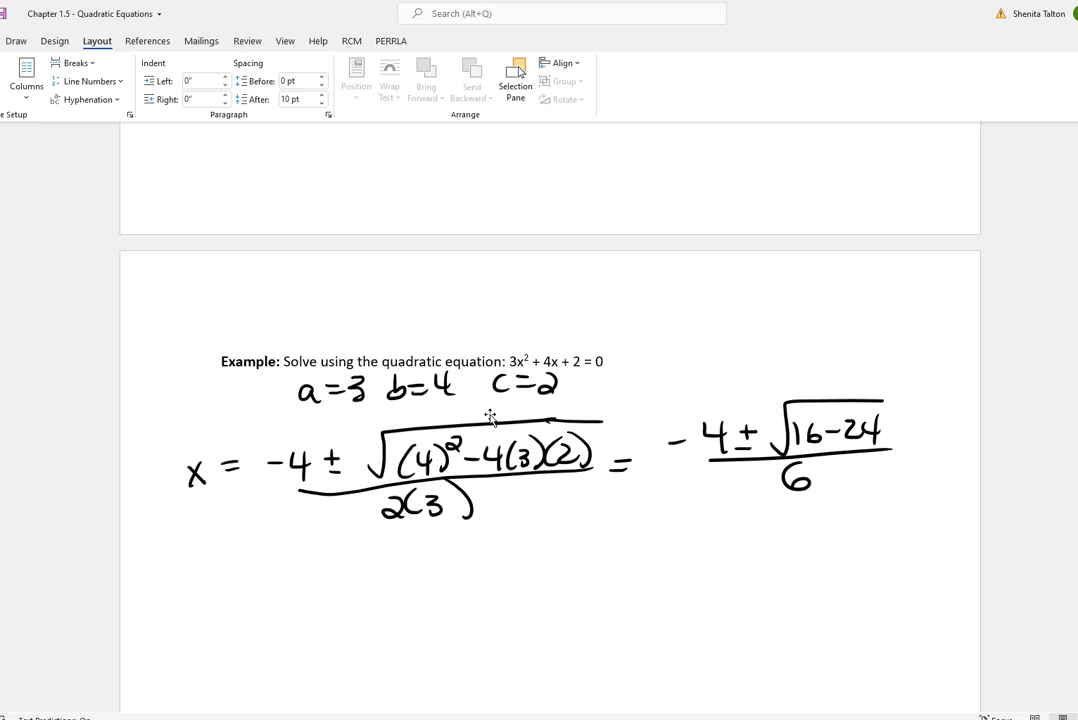 Chapter 1.5 - Quadratic Equations
Search (Alt+Q)
Shenita Talton
Draw Design Layout References Mailings Review View Help RCM PERRLA
Breaks Indent Spacing Align
Columns Line Numbers Left: 0" Before: 0 pt Position Wrap Text Bring Forward Send Backward Selection Pane Group
Hyphenation Right: 0" After: 10 pt Rotate
e Setup Paragraph Arrange
Example: Solve using the quadratic equation: 3x² + 4x + 2 = 0
a=3 b=4 c=2
x = -4 ± √((4)²-4(3)(2)) / 2(3) = -4 ± √(16-24) / 6